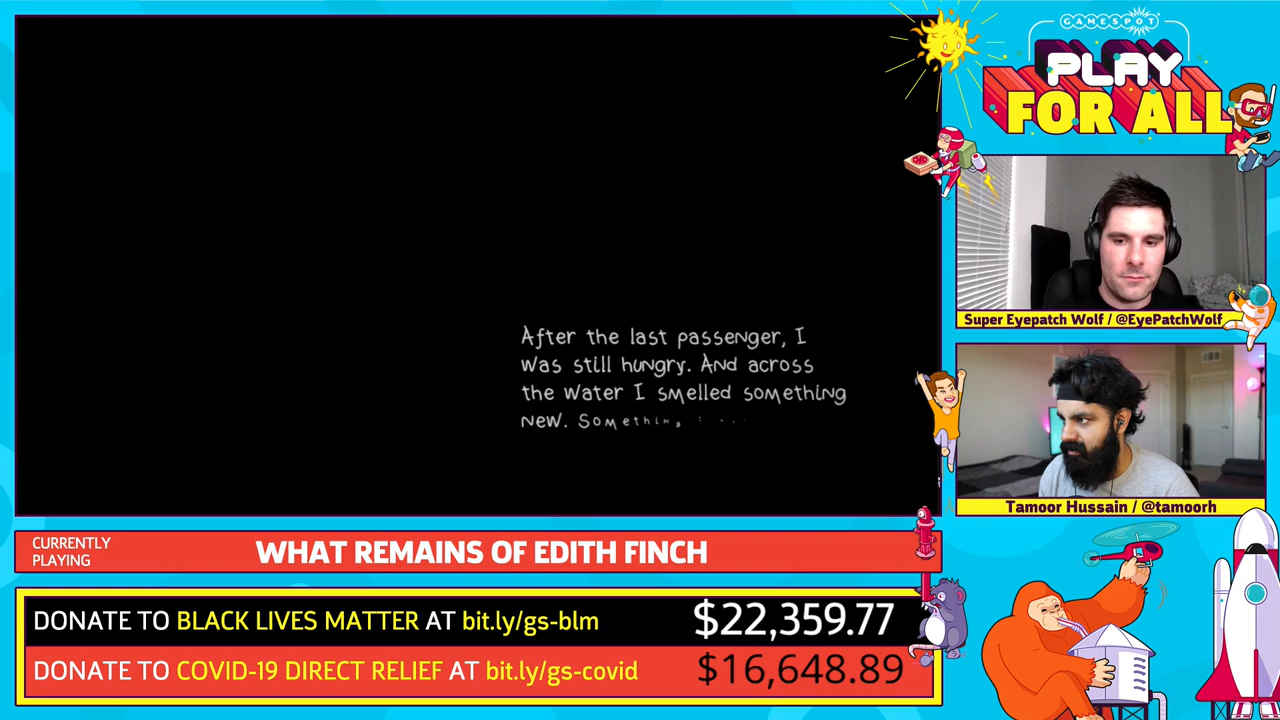 GAMESPOT
PLAY
FOR ALL
After the last passenger, I
was still hungry. And across
the water I smelled something
new. Something
Super Eyepatch Wolf / @EyePatchWolf
Tamoor Hussain / @tamoorh
CURRENTLY
PLAYING
WHAT REMAINS OF EDITH FINCH
DONATE TO BLACK LIVES MATTER AT bit.ly/gs-blm $22,359.77
DONATE TO COVID-19 DIRECT RELIEF AT bit.ly/gs-covid $16,648.89